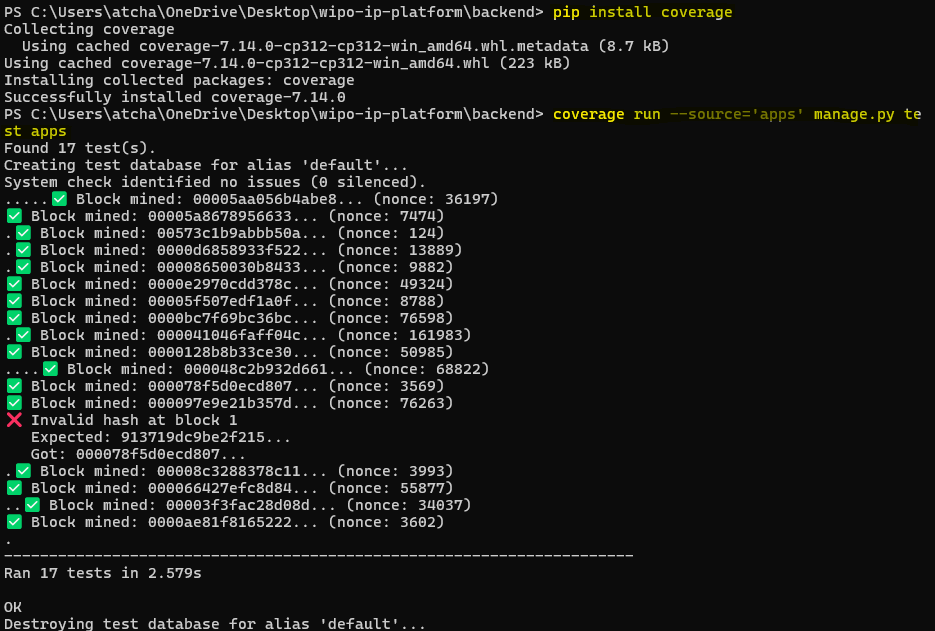 PS C:\Users\atcha\OneDrive\Desktop\wipo-ip-platform\backend> pip install coverage
Collecting coverage
  Using cached coverage-7.14.0-cp312-cp312-win_amd64.whl.metadata (8.7 kB)
Using cached coverage-7.14.0-cp312-cp312-win_amd64.whl (223 kB)
Installing collected packages: coverage
Successfully installed coverage-7.14.0
PS C:\Users\atcha\OneDrive\Desktop\wipo-ip-platform\backend> coverage run --source='apps' manage.py te
st apps
Found 17 test(s).
Creating test database for alias 'default'...
System check identified no issues (0 silenced).
.....✅ Block mined: 00005aa056b4abe8... (nonce: 36197)
✅ Block mined: 00005a8678956633... (nonce: 7474)
.✅ Block mined: 00573c1b9abbb50a... (nonce: 124)
.✅ Block mined: 0000d6858933f522... (nonce: 13889)
.✅ Block mined: 00008650030b8433... (nonce: 9882)
✅ Block mined: 0000e2970cdd378c... (nonce: 49324)
✅ Block mined: 00005f507edf1a0f... (nonce: 8788)
✅ Block mined: 0000bc7f69bc36bc... (nonce: 76598)
.✅ Block mined: 000041046faff04c... (nonce: 161983)
✅ Block mined: 0000128b8b33ce30... (nonce: 50985)
....✅ Block mined: 000048c2b932d661... (nonce: 68822)
✅ Block mined: 000078f5d0ecd807... (nonce: 3569)
✅ Block mined: 000097e9e21b357d... (nonce: 76263)
❌ Invalid hash at block 1
   Expected: 913719dc9be2f215...
   Got: 000078f5d0ecd807...
.✅ Block mined: 00008c3288378c11... (nonce: 3993)
✅ Block mined: 000066427efc8d84... (nonce: 55877)
..✅ Block mined: 00003f3fac28d08d... (nonce: 34037)
✅ Block mined: 0000ae81f8165222... (nonce: 3602)
.
----------------------------------------------------------------------
Ran 17 tests in 2.579s

OK
Destroying test database for alias 'default'...